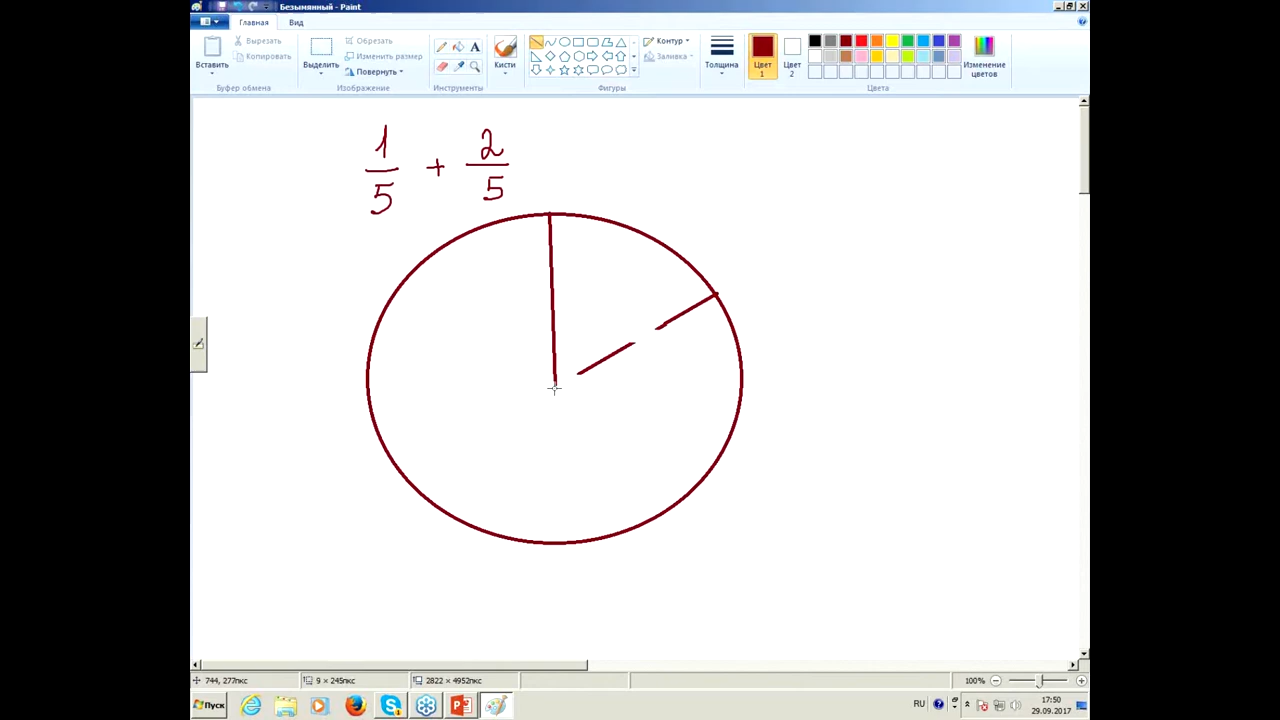 Безымянный - Paint
Главная Вид
Вставить
Вырезать
Копировать
Буфер обмена
Выделить
Обрезать
Изменить размер
Повернуть
Изображение
A
Инструменты
Кисти
Контур
Заливка
Фигуры
Толщина
Цвет 1
Цвет 2
Изменение цветов
Цвета
1/5 + 2/5
744, 277пкс
9 × 245пкс
2822 × 4952пкс
100%
Пуск
RU
17:50
29.09.2017